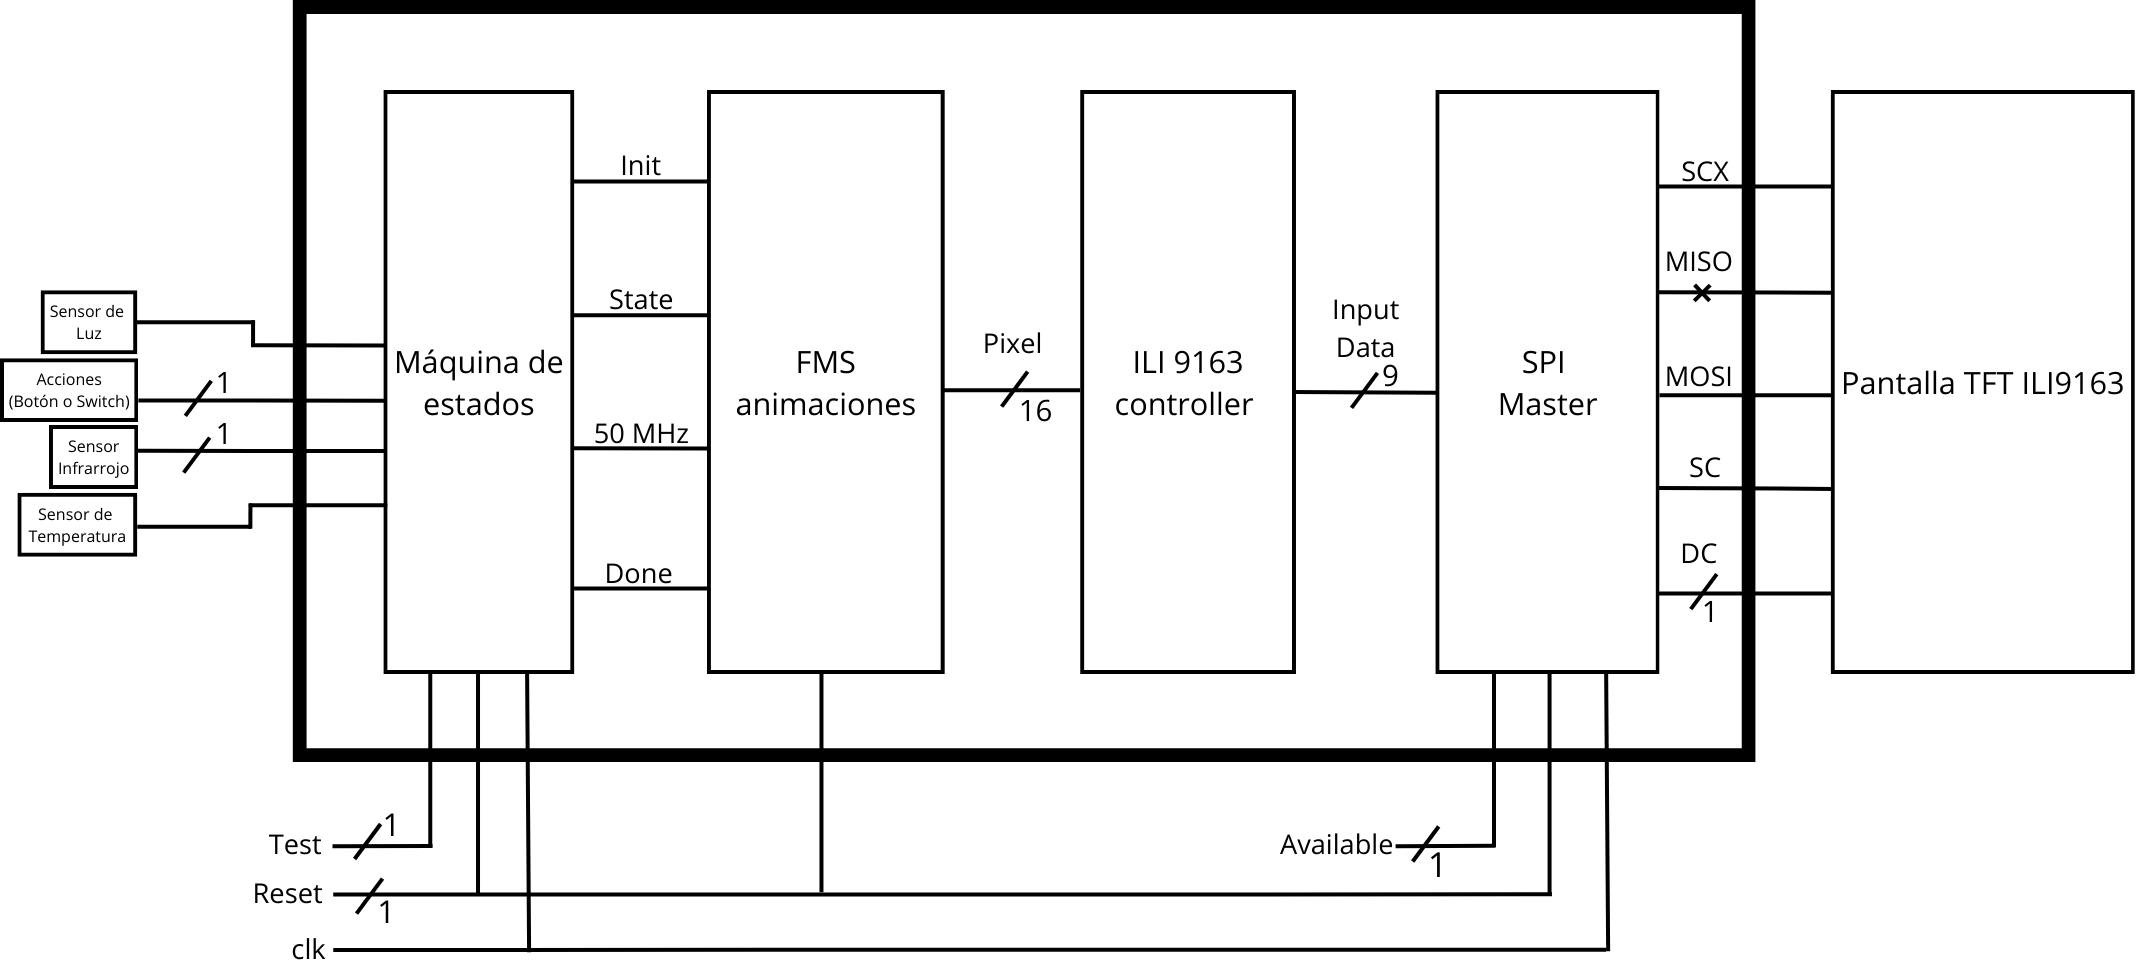 Sensor de
Luz
Acciones
(Botón o Switch)
1
Sensor
Infrarrojo
1
Sensor de
Temperatura
Máquina de
estados
Init
State
50 MHz
Done
FMS
animaciones
Pixel
16
ILI 9163
controller
Input
Data
9
SPI
Master
SCX
MISO
MOSI
SC
DC
1
Pantalla TFT ILI9163
Test
1
Reset
1
clk
Available
1